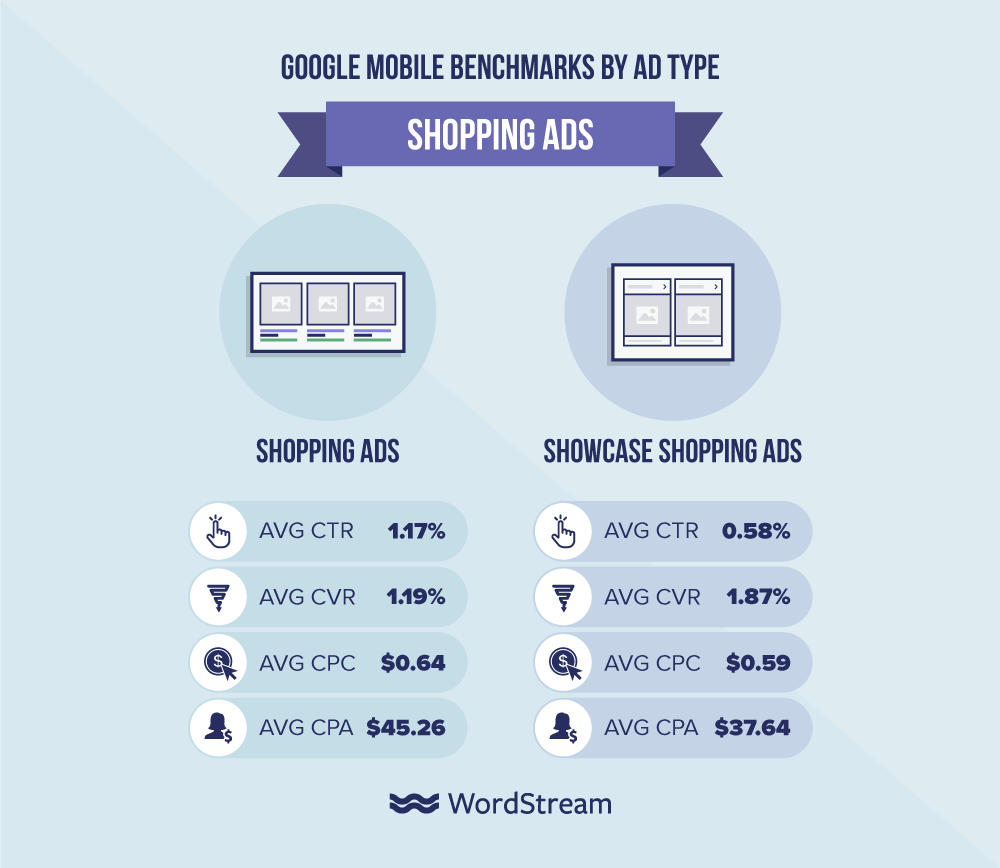 GOOGLE MOBILE BENCHMARKS BY AD TYPE
SHOPPING ADS
SHOPPING ADS
AVG CTR 1.17%
AVG CVR 1.19%
AVG CPC $0.64
AVG CPA $45.26
SHOWCASE SHOPPING ADS
AVG CTR 0.58%
AVG CVR 1.87%
AVG CPC $0.59
AVG CPA $37.64
WordStream